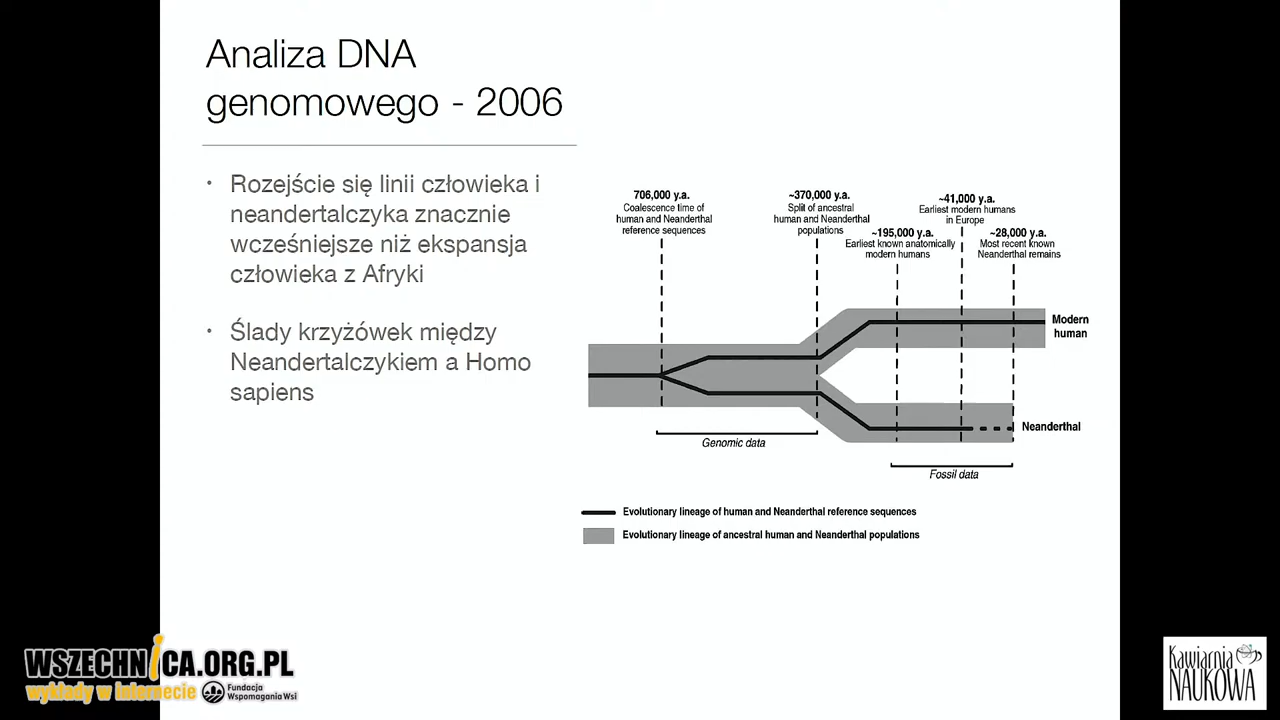 Analiza DNA
genomowego - 2006
• Rozejście się linii człowieka i
neandertalczyka znacznie
wcześniejsze niż ekspansja
człowieka z Afryki
• Ślady krzyżówek między
Neandertalczykiem a Homo
sapiens
706,000 y.a.
Coalescence time of
human and Neanderthal
reference sequences
~370,000 y.a.
Split of ancestral
human and Neanderthal
populations
~195,000 y.a.
Earliest known anatomically
modern humans
~41,000 y.a.
Earliest modern humans
in Europe
~28,000 y.a.
Most recent known
Neanderthal remains
Modern
human
Neanderthal
Genomic data
Fossil data
Evolutionary lineage of human and Neanderthal reference sequences
Evolutionary lineage of ancestral human and Neanderthal populations
WSZECHNiCA.ORG.PL
wykłady w internecie
Fundacja
Wspomagania Wsi
Kawiarnia
NAUKOWA